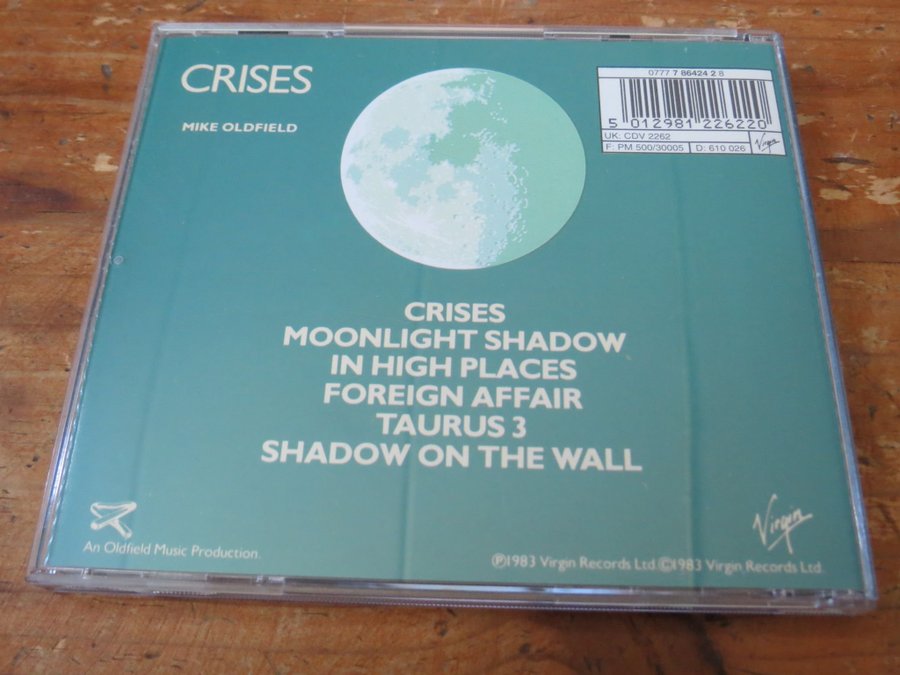 CRISES
MIKE OLDFIELD
0777 7 86424 2 8
5 012981 226220
UK: CDV 2262
F: PM 500/30005 D: 610 026 Virgin
CRISES
MOONLIGHT SHADOW
IN HIGH PLACES
FOREIGN AFFAIR
TAURUS 3
SHADOW ON THE WALL
Virgin
An Oldfield Music Production.
℗1983 Virgin Records Ltd ©1983 Virgin Records Ltd